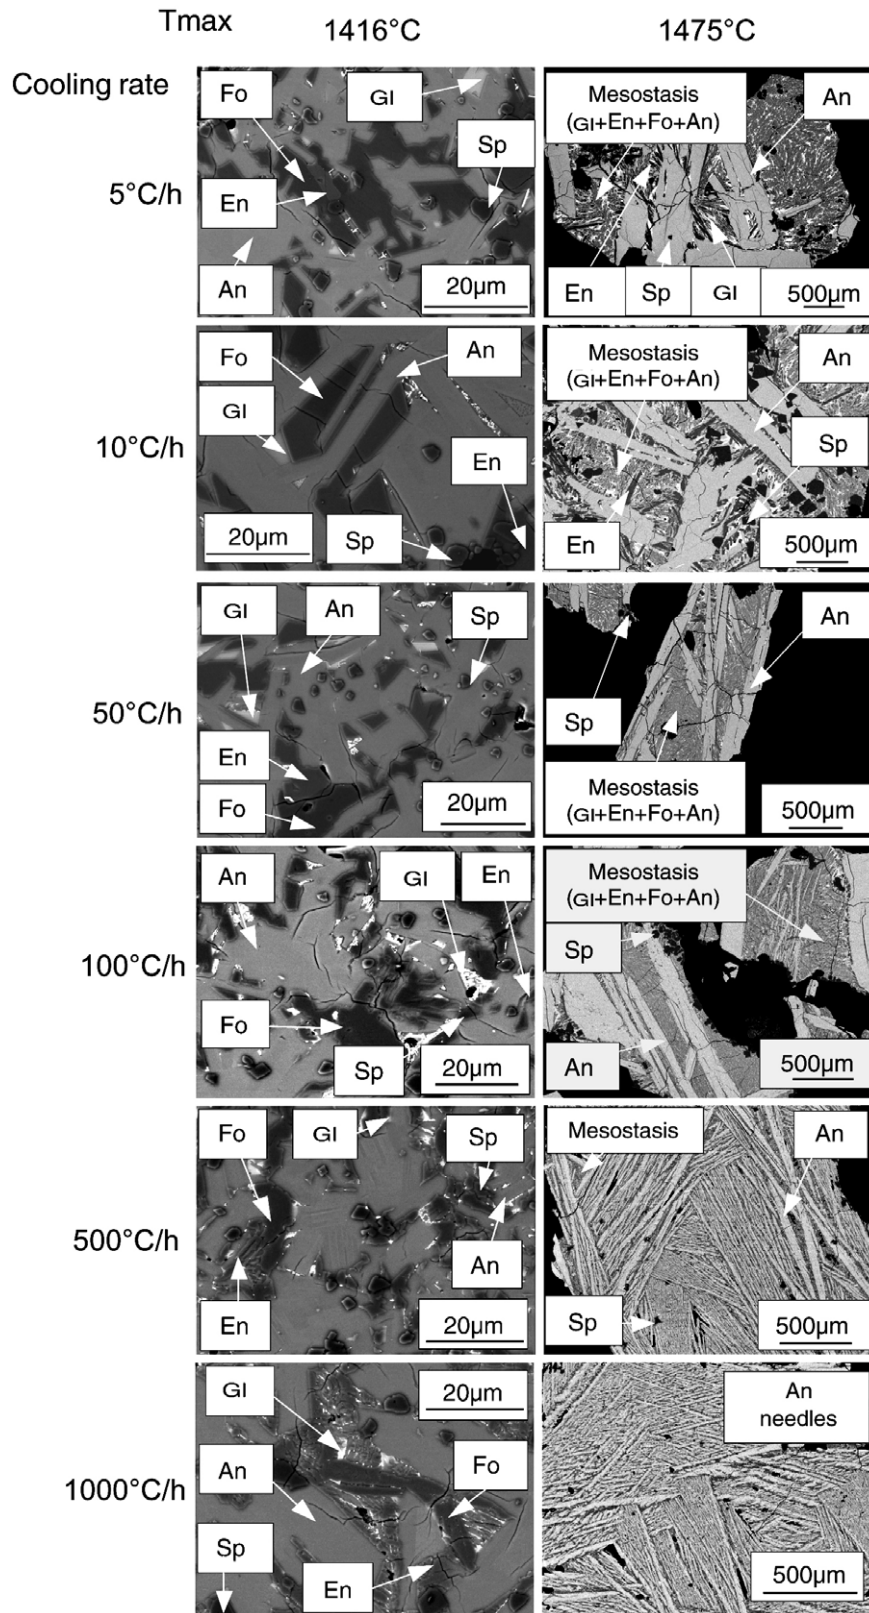 Tmax
1416°C
1475°C
Cooling rate
5°C/h
Fo
Gl
Sp
En
An
20µm
Mesostasis
(Gl+En+Fo+An)
An
En
Sp
Gl
500µm
10°C/h
Fo
An
Gl
En
20µm
Sp
Mesostasis
(Gl+En+Fo+An)
An
Sp
En
500µm
50°C/h
Gl
An
Sp
En
Fo
20µm
An
Sp
Mesostasis
(Gl+En+Fo+An)
500µm
100°C/h
An
Gl
En
Fo
Sp
20µm
Mesostasis
(Gl+En+Fo+An)
Sp
An
500µm
500°C/h
Fo
Gl
Sp
An
En
20µm
Mesostasis
An
Sp
500µm
1000°C/h
Gl
20µm
An
Fo
Sp
En
An
needles
500µm